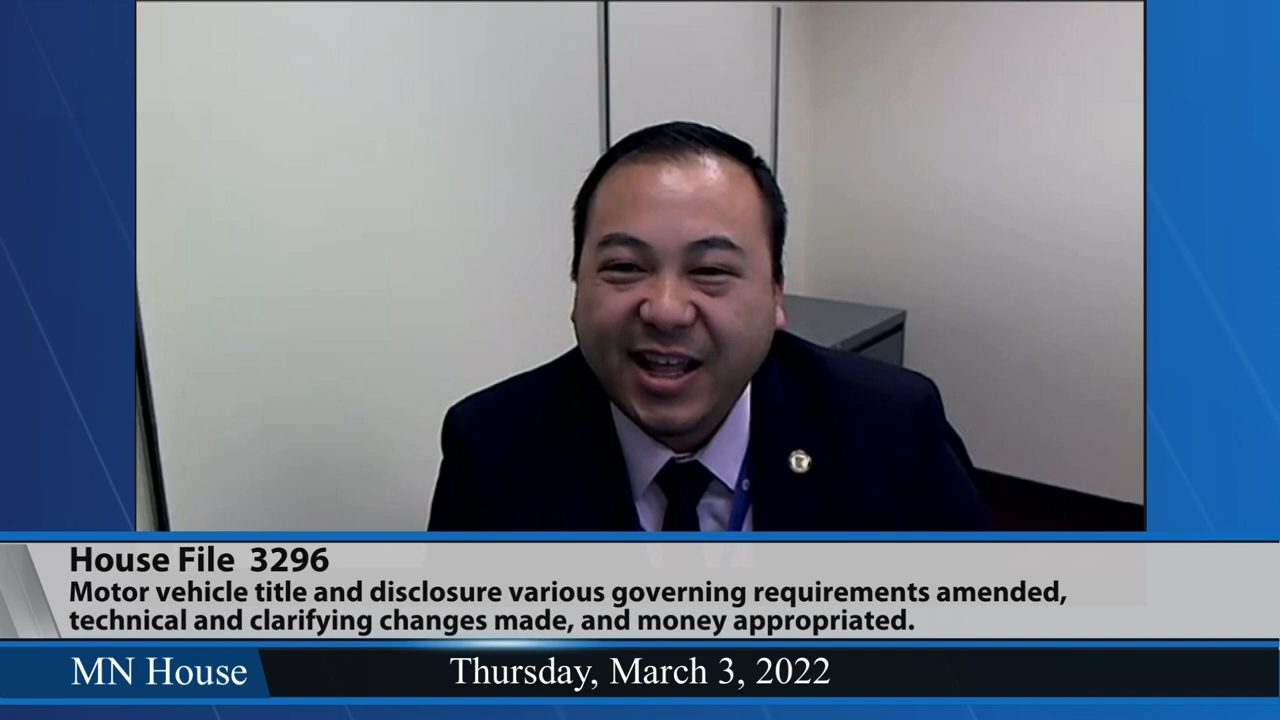 House File 3296
Motor vehicle title and disclosure various governing requirements amended,
technical and clarifying changes made, and money appropriated.
MN House
Thursday, March 3, 2022